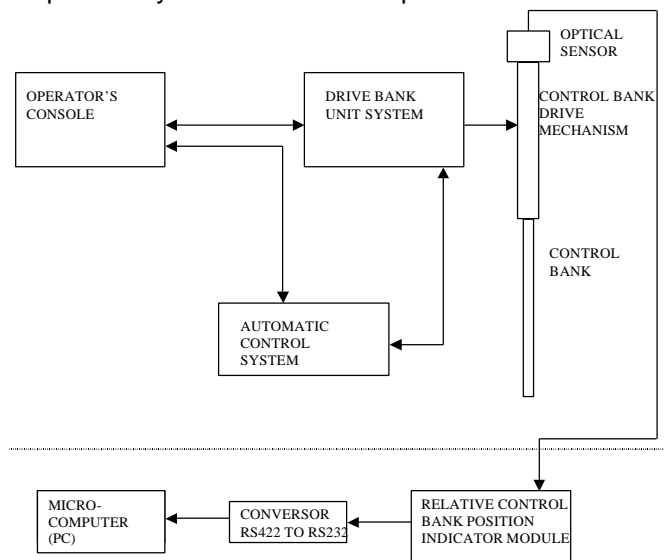 OPTICAL
SENSOR
OPERATOR'S
CONSOLE
DRIVE BANK
UNIT SYSTEM
CONTROL BANK
DRIVE
MECHANISM
CONTROL
BANK
AUTOMATIC
CONTROL
SYSTEM
MICRO-
COMPUTER
(PC)
CONVERSOR
RS422 TO RS232
RELATIVE CONTROL
BANK POSITION
INDICATOR MODULE